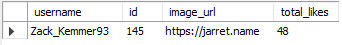 username id image_url total_likes
Zack_Kemmer93 145 https://jarret.name 48